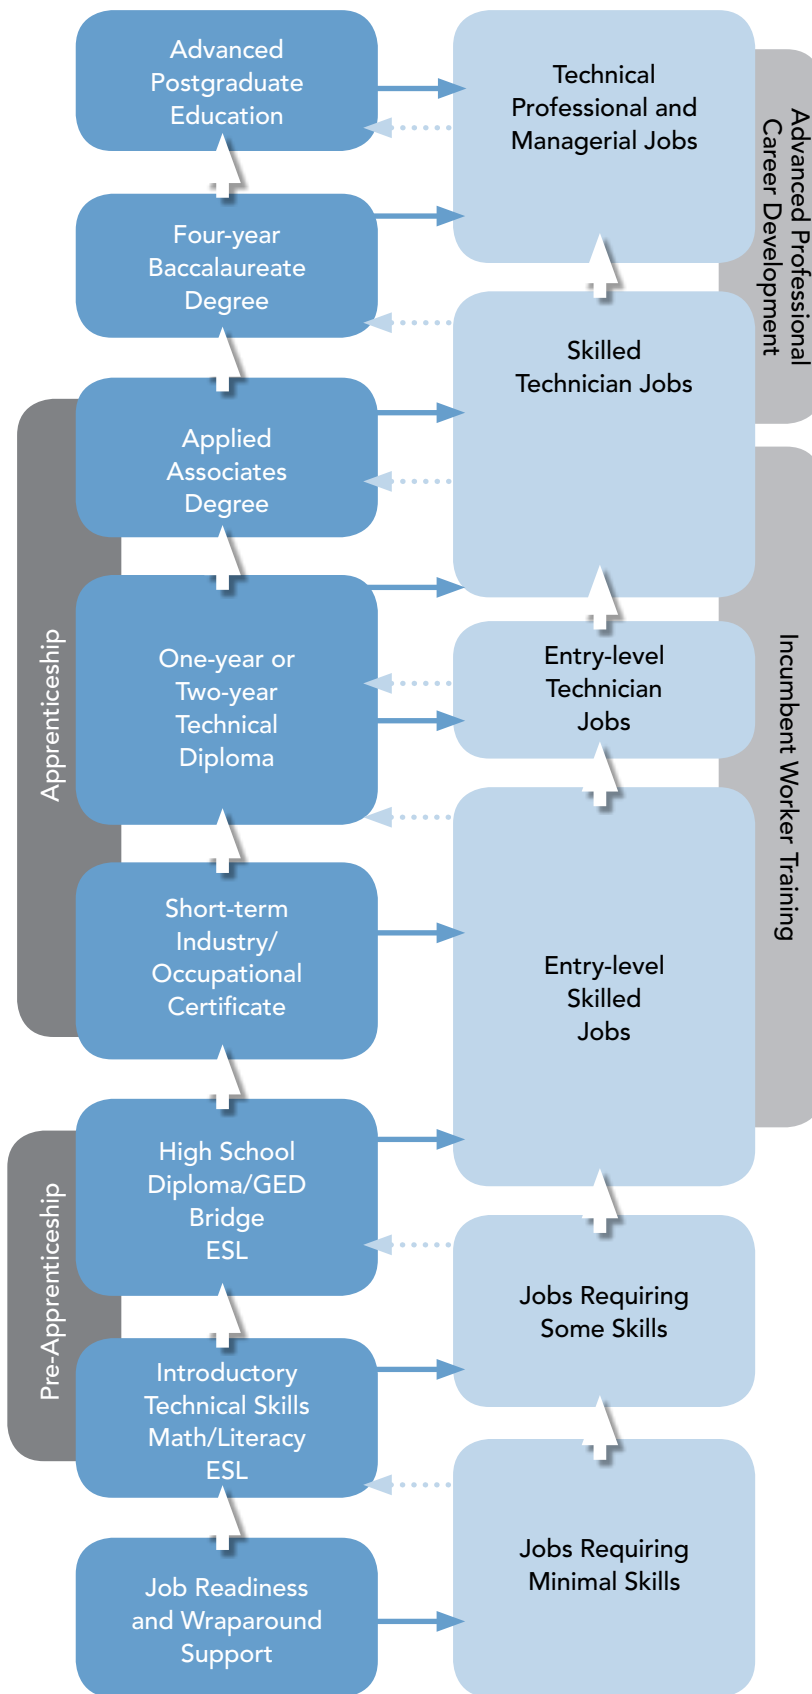 Advanced
Postgraduate
Education
Technical
Professional and
Managerial Jobs
Advanced Professional
Career Development
Four-year
Baccalaureate
Degree
Skilled
Technician Jobs
Applied
Associates
Degree
Apprenticeship
One-year or
Two-year
Technical
Diploma
Entry-level
Technician
Jobs
Incumbent Worker Training
Short-term
Industry/
Occupational
Certificate
Entry-level
Skilled
Jobs
High School
Diploma/GED
Bridge
ESL
Pre-Apprenticeship
Jobs Requiring
Some Skills
Introductory
Technical Skills
Math/Literacy
ESL
Jobs Requiring
Minimal Skills
Job Readiness
and Wraparound
Support